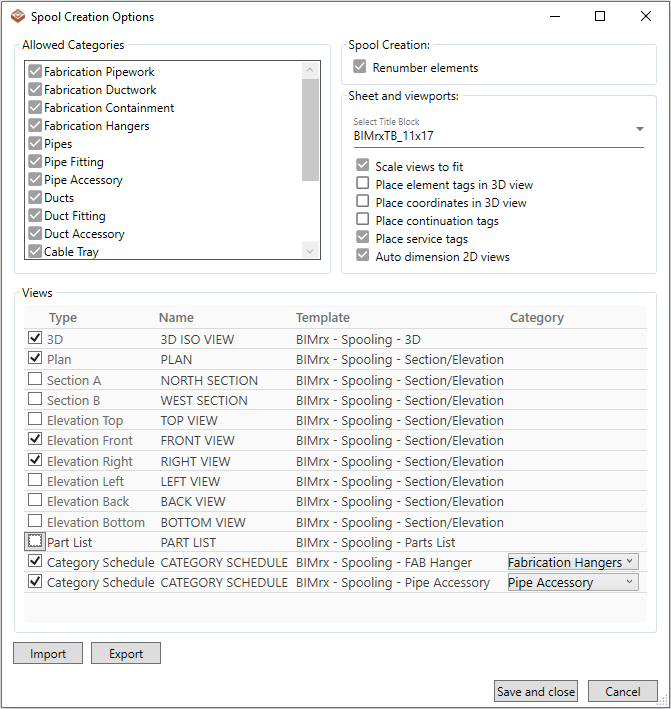 Spool Creation Options
Allowed Categories
Fabrication Pipework
Fabrication Ductwork
Fabrication Containment
Fabrication Hangers
Pipes
Pipe Fitting
Pipe Accessory
Ducts
Duct Fitting
Duct Accessory
Cable Tray
Spool Creation:
Renumber elements
Sheet and viewports:
Select Title Block
BIMrxTB_11x17
Scale views to fit
Place element tags in 3D view
Place coordinates in 3D view
Place continuation tags
Place service tags
Auto dimension 2D views
Views
Type Name Template Category
3D 3D ISO VIEW BIMrx - Spooling - 3D
Plan PLAN BIMrx - Spooling - Section/Elevation
Section A NORTH SECTION BIMrx - Spooling - Section/Elevation
Section B WEST SECTION BIMrx - Spooling - Section/Elevation
Elevation Top TOP VIEW BIMrx - Spooling - Section/Elevation
Elevation Front FRONT VIEW BIMrx - Spooling - Section/Elevation
Elevation Right RIGHT VIEW BIMrx - Spooling - Section/Elevation
Elevation Left LEFT VIEW BIMrx - Spooling - Section/Elevation
Elevation Back BACK VIEW BIMrx - Spooling - Section/Elevation
Elevation Bottom BOTTOM VIEW BIMrx - Spooling - Section/Elevation
Part List PART LIST BIMrx - Spooling - Parts List
Category Schedule CATEGORY SCHEDULE BIMrx - Spooling - FAB Hanger Fabrication Hangers
Category Schedule CATEGORY SCHEDULE BIMrx - Spooling - Pipe Accessory Pipe Accessory
Import Export
Save and close Cancel